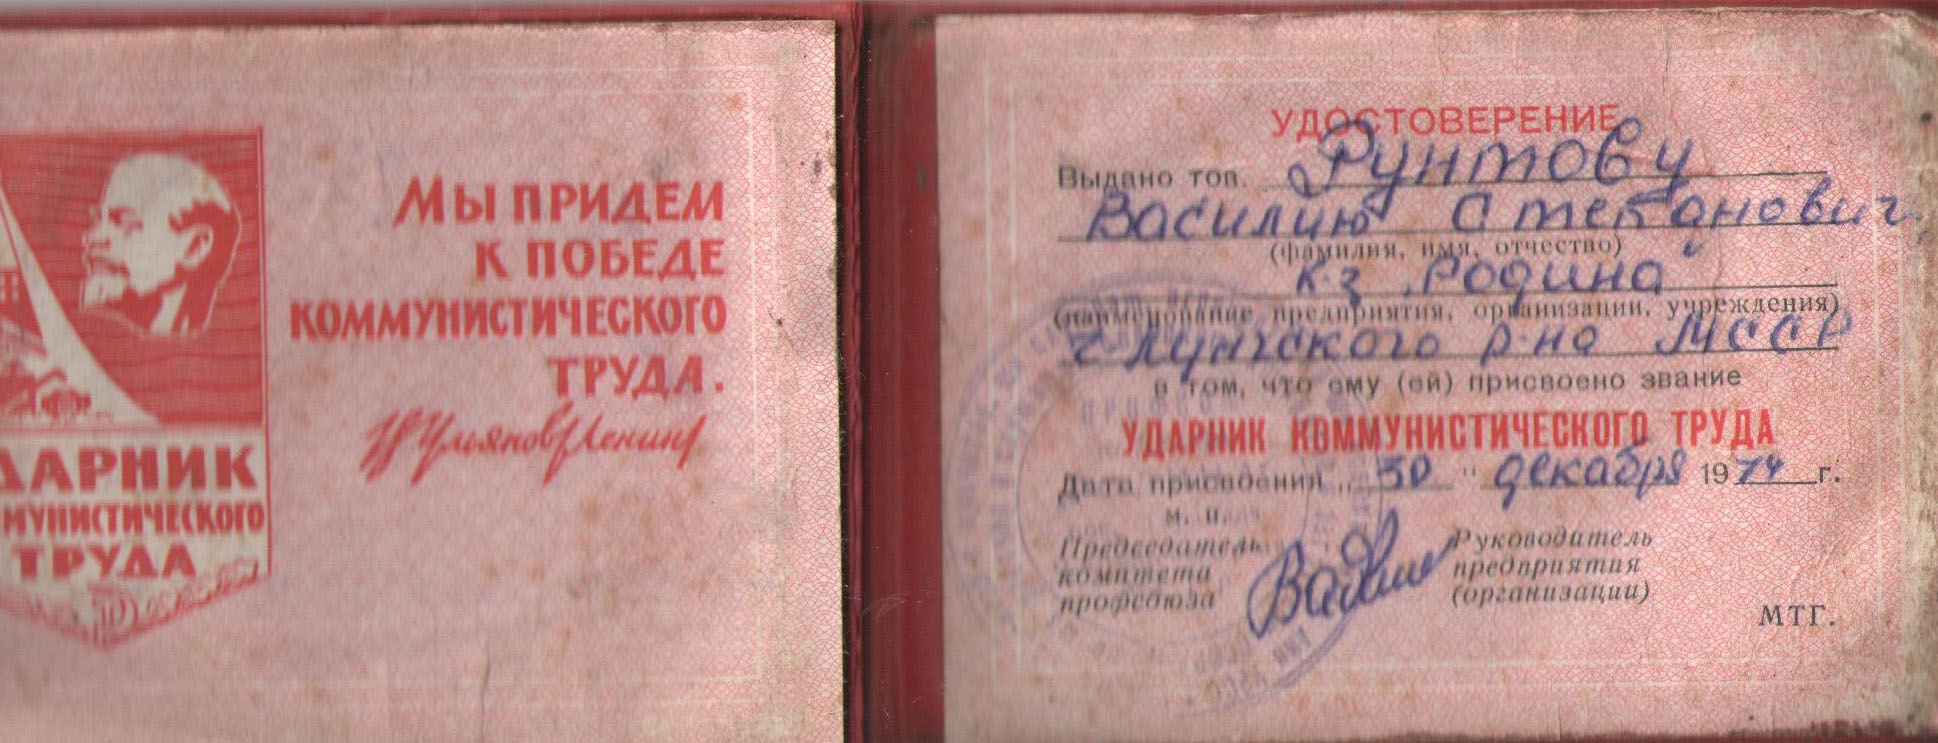 Мы придем
к победе
коммунистического
труда.
В Ульянов (Ленин)
ДАРНИК
МУНИСТИЧЕСКОГО
ТРУДА
УДОСТОВЕРЕНИЕ
Выдано тов. Рунтову
Василию Степанович
(фамилия, имя, отчество)
к-з „Родина"
(наименование предприятия, организации, учреждения)
р-на МССР
в том, что ему (ей) присвоено звание
УДАРНИК КОММУНИСТИЧЕСКОГО ТРУДА
Дата присвоения „30" декабря 1974 г.
м. п.
Председатель
комитета
профсоюза
Руководитель
предприятия
(организации)
МТГ.